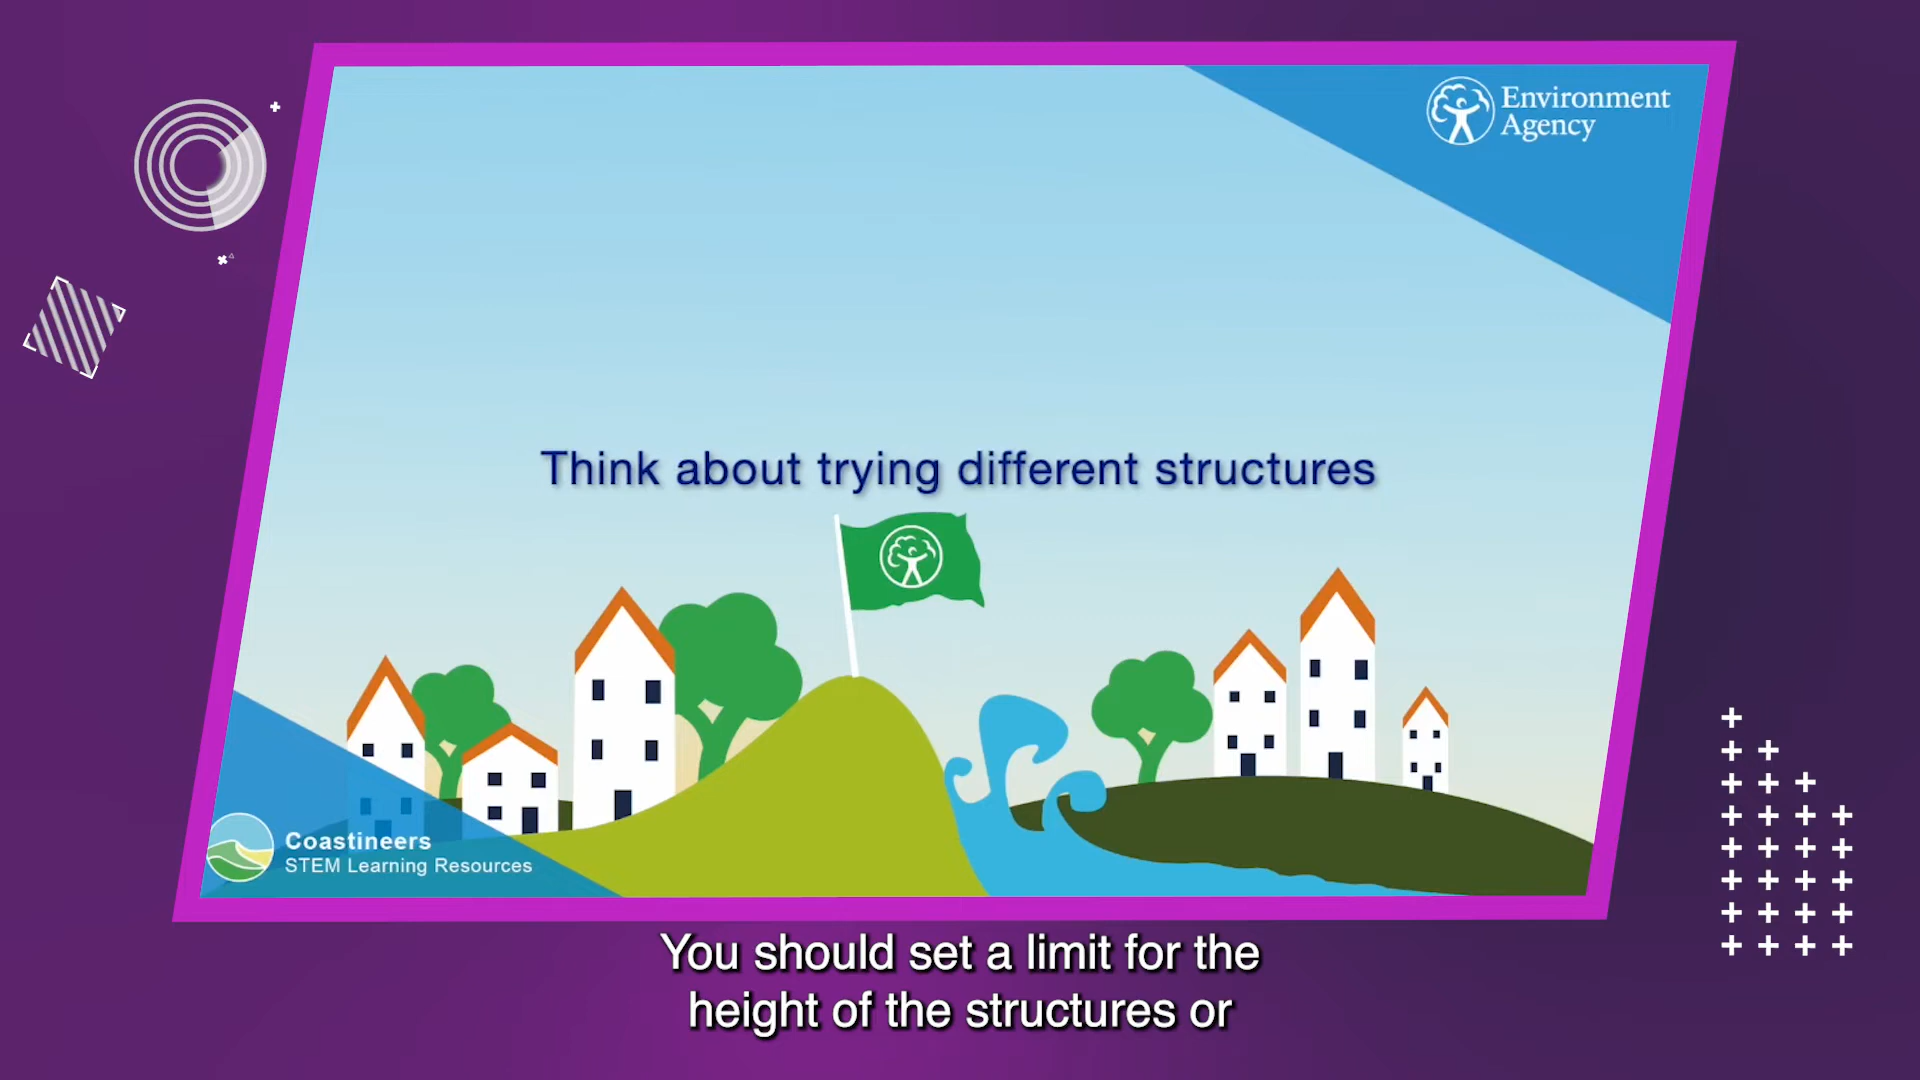 Environment
Agency
Think about trying different structures
Coastineers
STEM Learning Resources
You should set a limit for the
height of the structures or